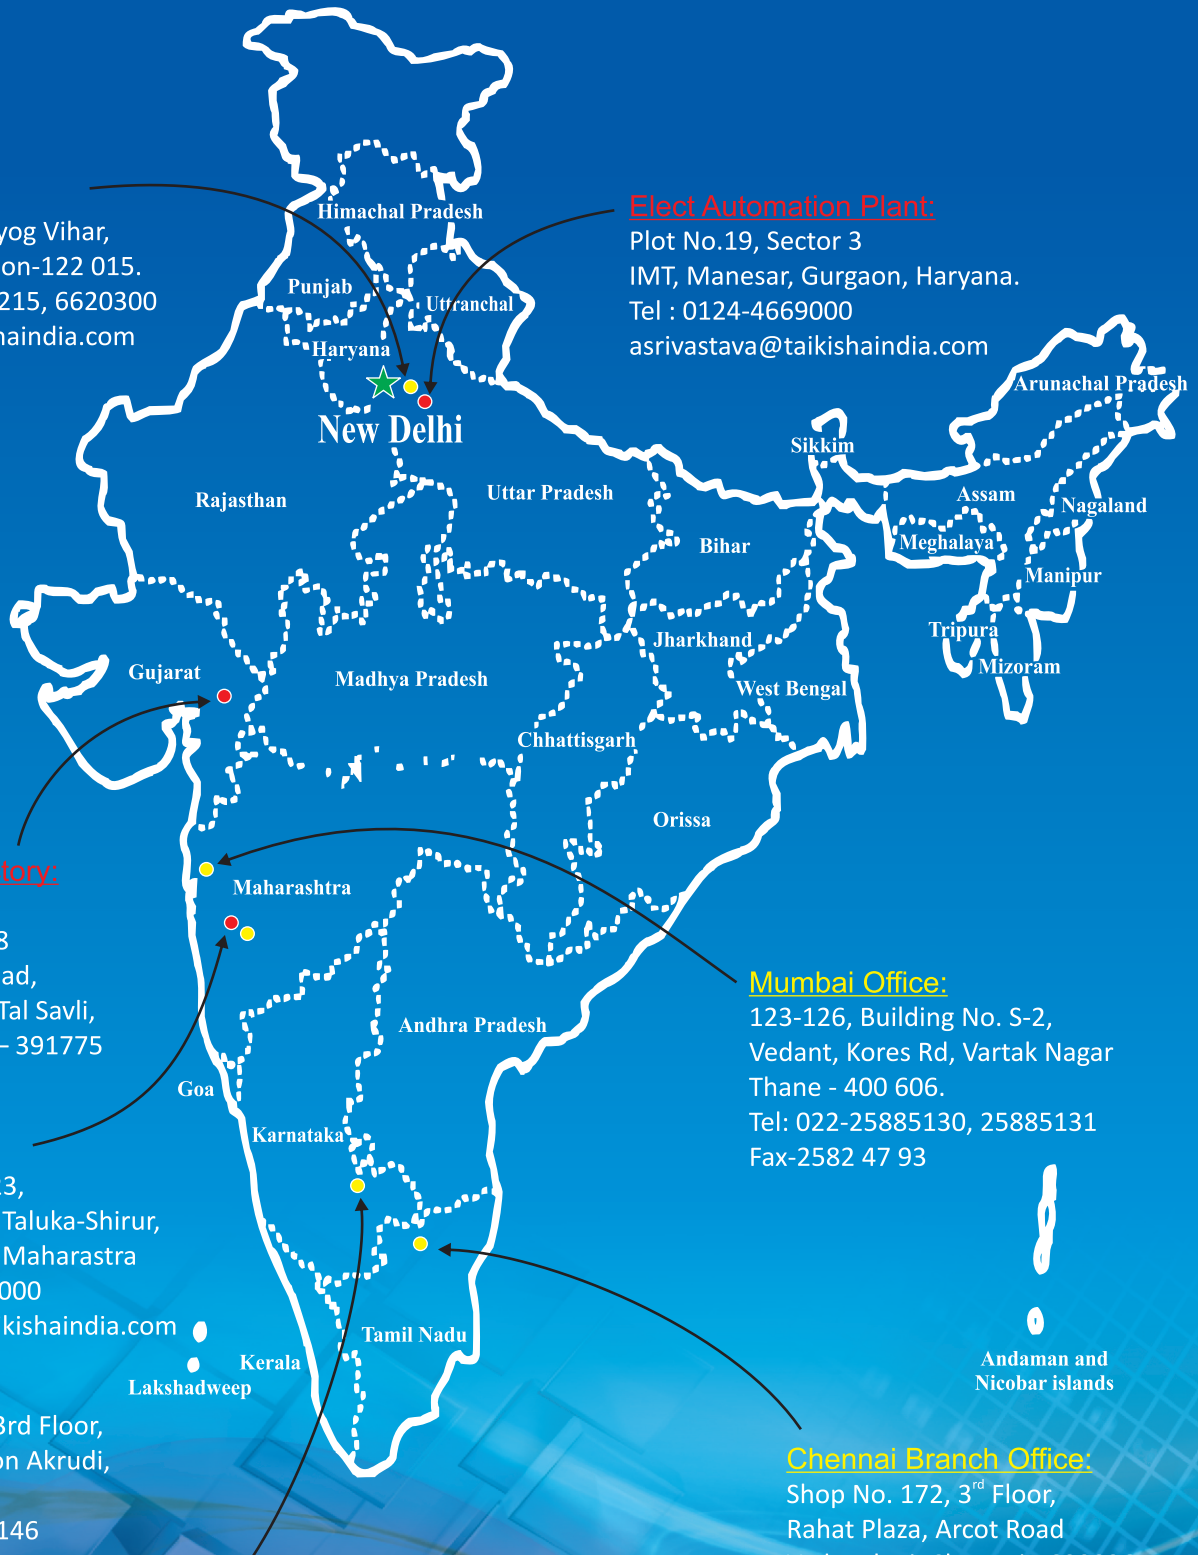 yog Vihar,
on-122 015.
215, 6620300
haindia.com
Elect Automation Plant:
Plot No.19, Sector 3
IMT, Manesar, Gurgaon, Haryana.
Tel : 0124-4669000
asrivastava@taikishaindia.com
Himachal Pradesh
Punjab
Uttranchal
Haryana
New Delhi
Arunachal Pradesh
Sikkim
Rajasthan
Uttar Pradesh
Assam
Nagaland
Bihar
Meghalaya
Manipur
Tripura
Jharkhand
Mizoram
Gujarat
Madhya Pradesh
West Bengal
Chhattisgarh
Orissa
tory:
8
ad,
Tal Savli,
– 391775
Maharashtra
Mumbai Office:
123-126, Building No. S-2,
Vedant, Kores Rd, Vartak Nagar
Thane - 400 606.
Tel: 022-25885130, 25885131
Fax-2582 47 93
Andhra Pradesh
Goa
Karnataka
23,
Taluka-Shirur,
Maharastra
000
kishaindia.com
Tamil Nadu
Kerala
Lakshadweep
Andaman and
Nicobar islands
3rd Floor,
on Akrudi,
146
Chennai Branch Office:
Shop No. 172, 3rd Floor,
Rahat Plaza, Arcot Road